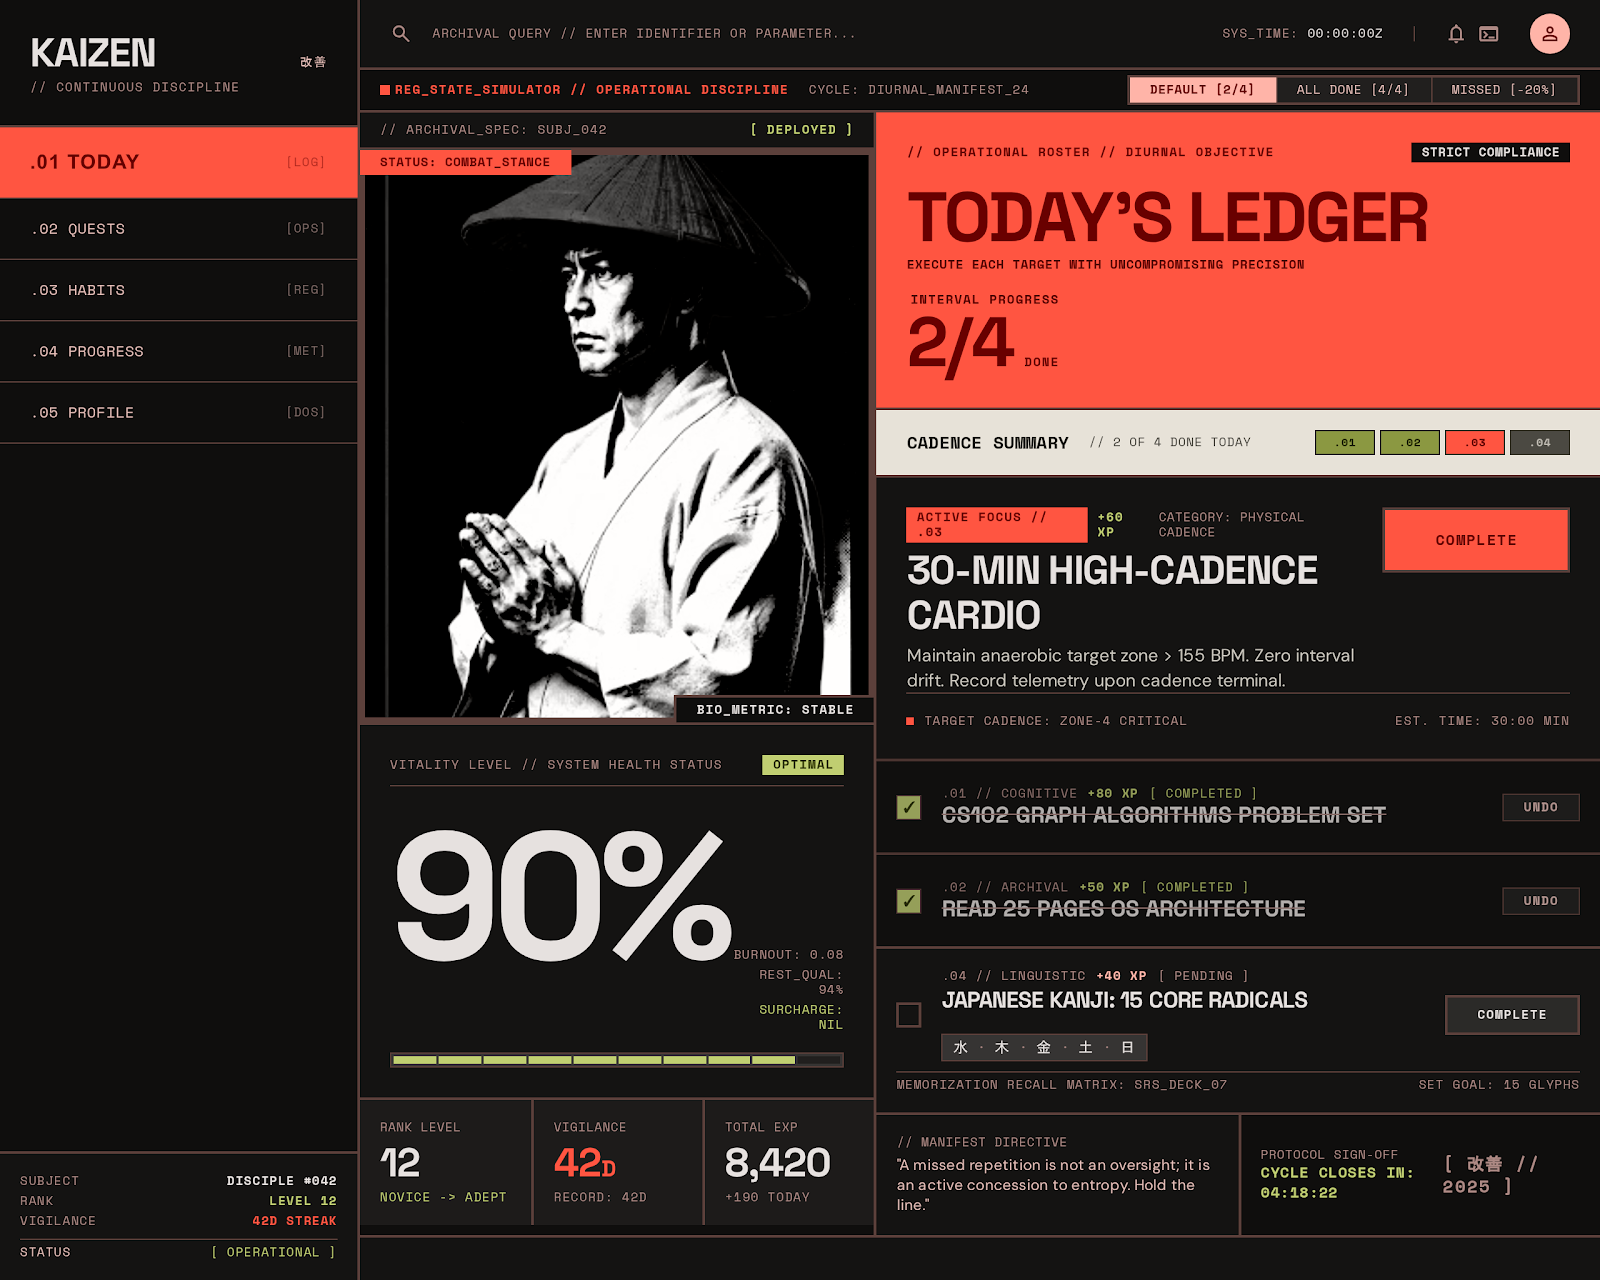 KAIZEN
改善
// CONTINUOUS DISCIPLINE
.01 TODAY [LOG]
.02 QUESTS [OPS]
.03 HABITS [REG]
.04 PROGRESS [MET]
.05 PROFILE [DOS]
SUBJECT DISCIPLE #042
RANK LEVEL 12
VIGILANCE 42D STREAK
STATUS [ OPERATIONAL ]
ARCHIVAL QUERY // ENTER IDENTIFIER OR PARAMETER...
SYS_TIME: 00:00:00Z
REG_STATE_SIMULATOR // OPERATIONAL DISCIPLINE CYCLE: DIURNAL_MANIFEST_24
DEFAULT [2/4] ALL DONE [4/4] MISSED [-20%]
// ARCHIVAL_SPEC: SUBJ_042 [ DEPLOYED ]
STATUS: COMBAT_STANCE
BIO_METRIC: STABLE
VITALITY LEVEL // SYSTEM HEALTH STATUS OPTIMAL
90%
BURNOUT: 0.08
REST_QUAL:
94%
SURCHARGE:
NIL
RANK LEVEL
12
NOVICE -> ADEPT
VIGILANCE
42D
RECORD: 42D
TOTAL EXP
8,420
+190 TODAY
// OPERATIONAL ROSTER // DIURNAL OBJECTIVE STRICT COMPLIANCE
TODAY'S LEDGER
EXECUTE EACH TARGET WITH UNCOMPROMISING PRECISION
INTERVAL PROGRESS
2/4 DONE
CADENCE SUMMARY // 2 OF 4 DONE TODAY .01 .02 .03 .04
ACTIVE FOCUS //
.03
+60
XP
CATEGORY: PHYSICAL
CADENCE
COMPLETE
30-MIN HIGH-CADENCE
CARDIO
Maintain anaerobic target zone > 155 BPM. Zero interval
drift. Record telemetry upon cadence terminal.
TARGET CADENCE: ZONE-4 CRITICAL EST. TIME: 30:00 MIN
.01 // COGNITIVE +80 XP [ COMPLETED ]
CS102 GRAPH ALGORITHMS PROBLEM SET
UNDO
.02 // ARCHIVAL +50 XP [ COMPLETED ]
READ 25 PAGES OS ARCHITECTURE
UNDO
.04 // LINGUISTIC +40 XP [ PENDING ]
JAPANESE KANJI: 15 CORE RADICALS
COMPLETE
水 · 木 · 金 · 土 · 日
MEMORIZATION RECALL MATRIX: SRS_DECK_07 SET GOAL: 15 GLYPHS
// MANIFEST DIRECTIVE
"A missed repetition is not an oversight; it is
an active concession to entropy. Hold the
line."
PROTOCOL SIGN-OFF
CYCLE CLOSES IN:
04:18:22
[ 改善 //
2025 ]